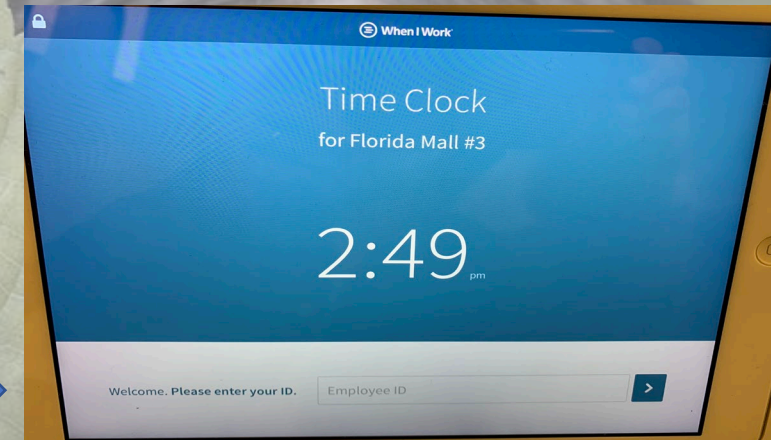 When I Work
Time Clock
for Florida Mall #3
2:49 pm
Welcome. Please enter your ID.
Employee ID